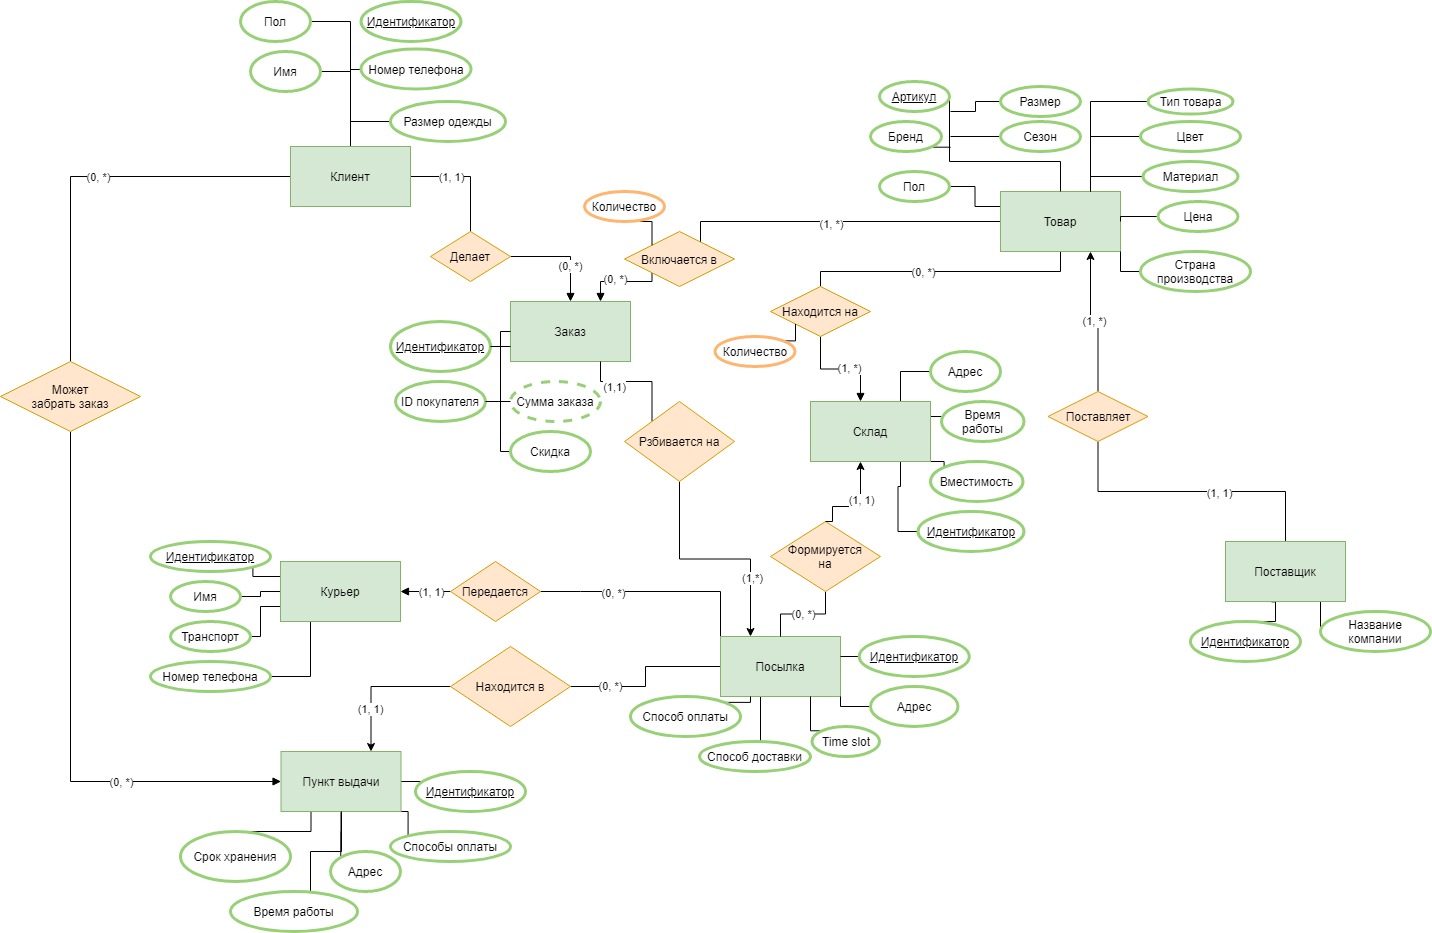 Пол
Идентификатор
Имя
Номер телефона
Размер одежды
Клиент
(0, *)
(1, 1)
Артикул
Размер
Тип товара
Бренд
Сезон
Цвет
Пол
Материал
Товар
Цена
Страна
производства
Количество
(1, *)
Делает
Включается в
(0, *)
(0, *)
(0, *)
Находится на
Количество
(1, *)
(1, *)
Заказ
Идентификатор
ID покупателя
Сумма заказа
Скидка
(1,1)
Может
забрать заказ
Рзбивается на
Склад
Адрес
Время
работы
Вместимость
Идентификатор
Поставляет
(1, 1)
(1, 1)
Формируется
на
Поставщик
Идентификатор
Название
компании
Идентификатор
Имя
Транспорт
Номер телефона
Курьер
(1, 1)
Передается
(0, *)
(1,*)
(0, *)
Посылка
Идентификатор
Адрес
Способ оплаты
Способ доставки
Time slot
Находится в
(0, *)
(1, 1)
(0, *)
Пункт выдачи
Идентификатор
Способы оплаты
Срок хранения
Адрес
Время работы